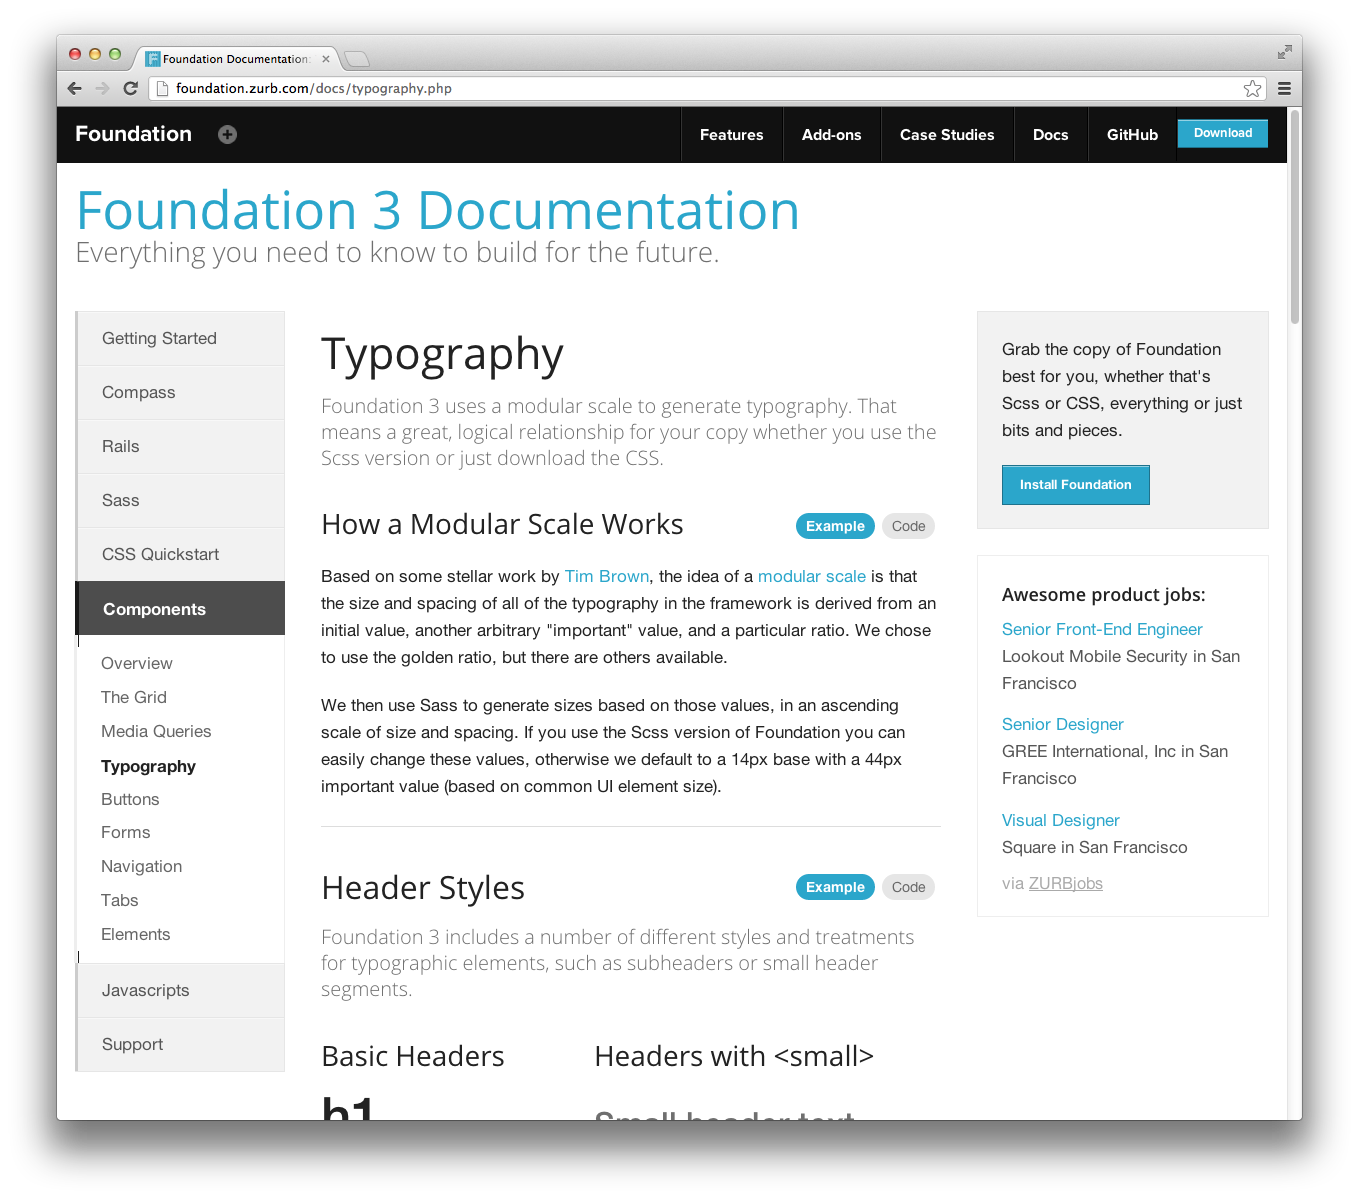 Foundation Documentation:
foundation.zurb.com/docs/typography.php
Foundation
Features
Add-ons
Case Studies
Docs
GitHub
Download
Foundation 3 Documentation
Everything you need to know to build for the future.
Getting Started
Compass
Rails
Sass
CSS Quickstart
Components
Overview
The Grid
Media Queries
Typography
Buttons
Forms
Navigation
Tabs
Elements
Javascripts
Support
Typography
Foundation 3 uses a modular scale to generate typography. That
means a great, logical relationship for your copy whether you use the
Scss version or just download the CSS.
How a Modular Scale Works
Example
Code
Based on some stellar work by Tim Brown, the idea of a modular scale is that
the size and spacing of all of the typography in the framework is derived from an
initial value, another arbitrary "important" value, and a particular ratio. We chose
to use the golden ratio, but there are others available.
We then use Sass to generate sizes based on those values, in an ascending
scale of size and spacing. If you use the Scss version of Foundation you can
easily change these values, otherwise we default to a 14px base with a 44px
important value (based on common UI element size).
Header Styles
Example
Code
Foundation 3 includes a number of different styles and treatments
for typographic elements, such as subheaders or small header
segments.
Basic Headers
h1
Headers with <small>
Small header text
Grab the copy of Foundation
best for you, whether that's
Scss or CSS, everything or just
bits and pieces.
Install Foundation
Awesome product jobs:
Senior Front-End Engineer
Lookout Mobile Security in San
Francisco
Senior Designer
GREE International, Inc in San
Francisco
Visual Designer
Square in San Francisco
via ZURBjobs